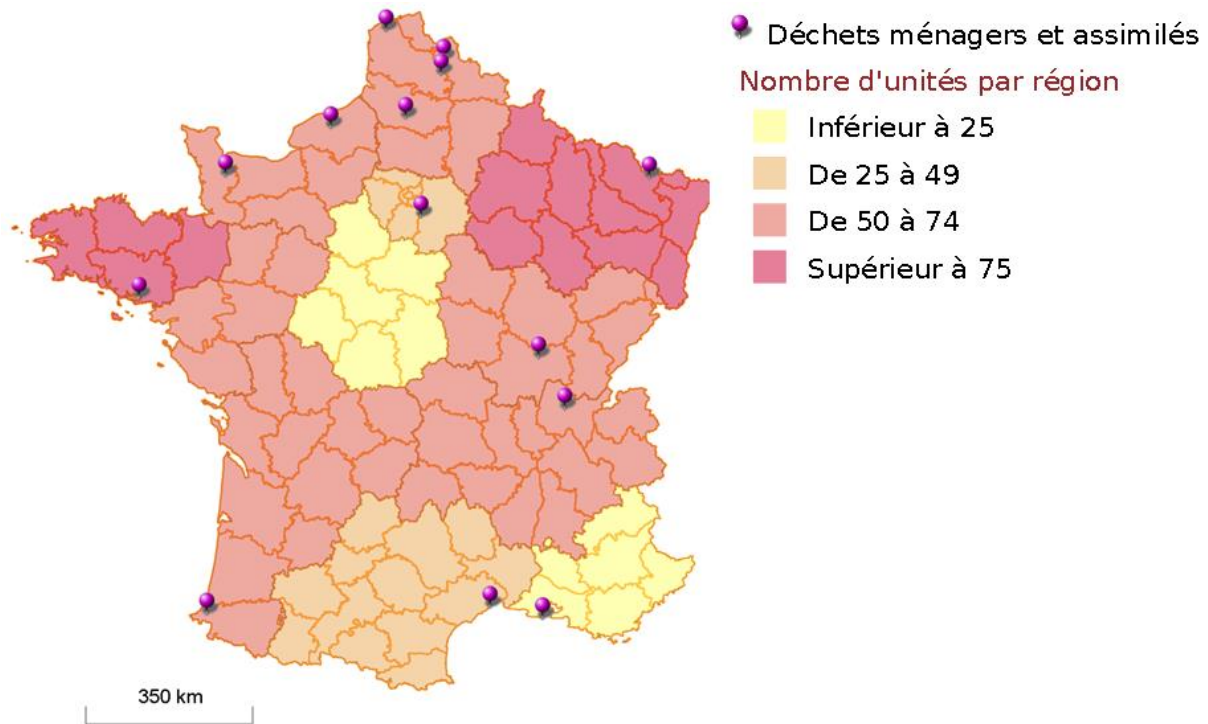 Déchets ménagers et assimilés
Nombre d'unités par région
Inférieur à 25
De 25 à 49
De 50 à 74
Supérieur à 75
350 km